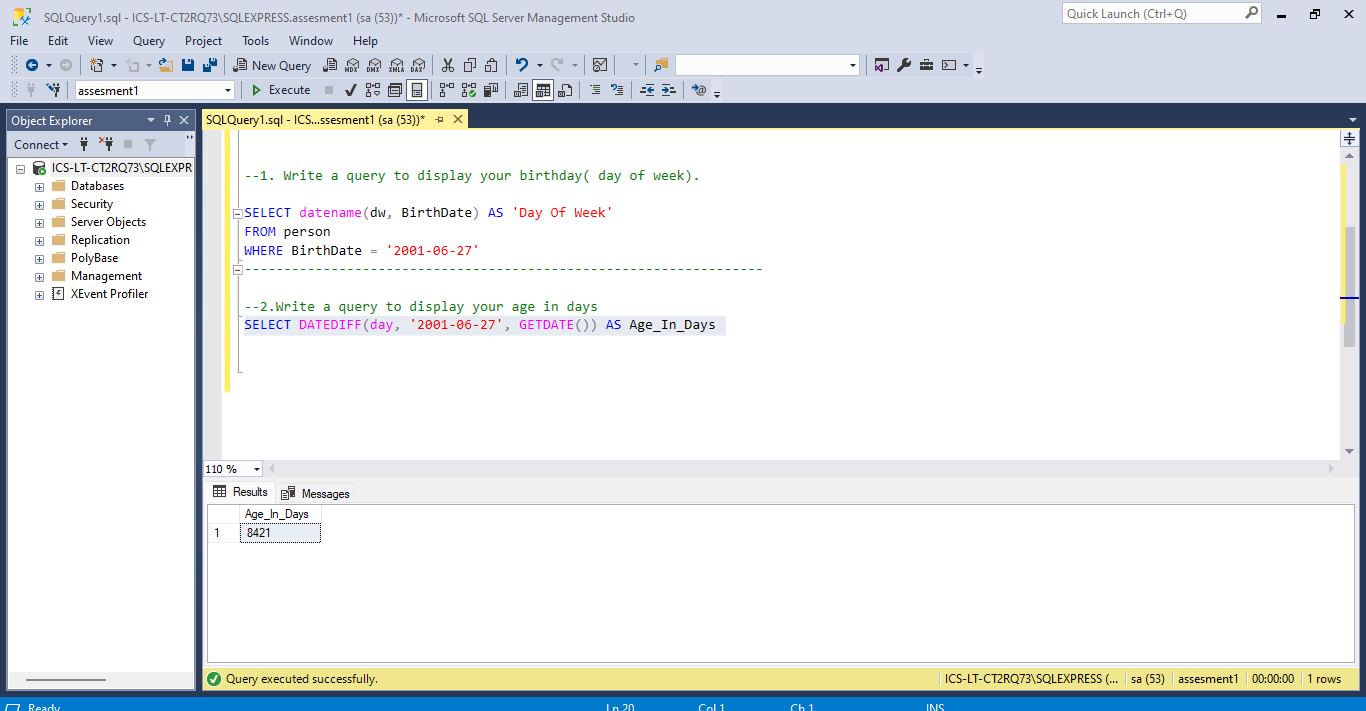 SQLQuery1.sql - ICS-LT-CT2RQ73\SQLEXPRESS.assesment1 (sa (53))* - Microsoft SQL Server Management Studio
Quick Launch (Ctrl+Q)
File Edit View Query Project Tools Window Help
New Query MDX DMX XMLA DAX
assesment1 Execute
Object Explorer
Connect
ICS-LT-CT2RQ73\SQLEXPR
Databases
Security
Server Objects
Replication
PolyBase
Management
XEvent Profiler
SQLQuery1.sql - ICS...ssesment1 (sa (53))*
--1. Write a query to display your birthday( day of week).
SELECT datename(dw, BirthDate) AS 'Day Of Week'
FROM person
WHERE BirthDate = '2001-06-27'
------------------------------------------------------------------
--2.Write a query to display your age in days
SELECT DATEDIFF(day, '2001-06-27', GETDATE()) AS Age_In_Days
110 %
Results Messages
Age_In_Days
1 8421
Query executed successfully. ICS-LT-CT2RQ73\SQLEXPRESS (... sa (53) assesment1 00:00:00 1 rows
Ready Ln 20 Col 1 Ch 1 INS